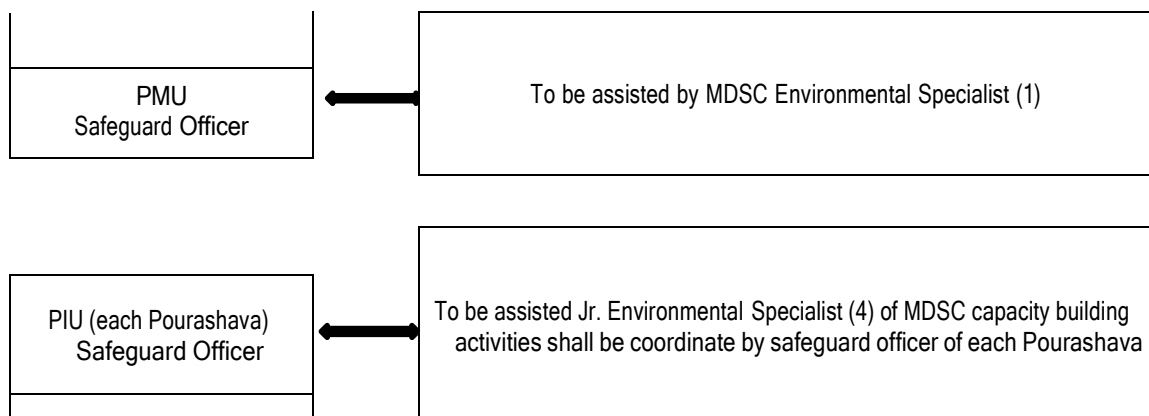 PMU
Safeguard Officer
To be assisted by MDSC Environmental Specialist (1)
PIU (each Pourashava)
Safeguard Officer
To be assisted Jr. Environmental Specialist (4) of MDSC capacity building
activities shall be coordinate by safeguard officer of each Pourashava